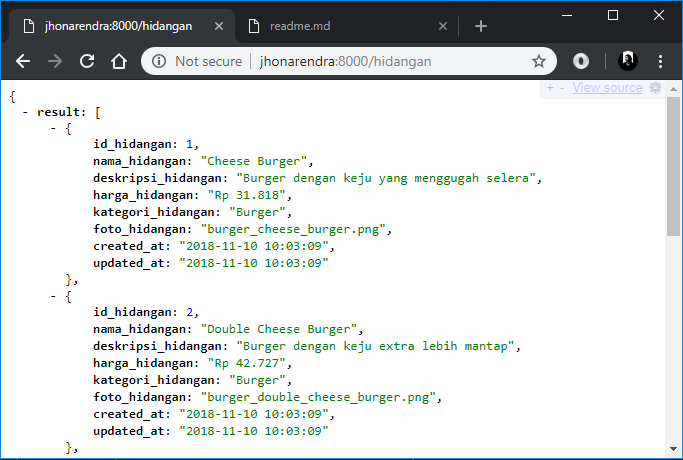 jhonarendra:8000/hidangan
readme.md
Not secure | jhonarendra:8000/hidangan
+ - View source
{
- result: [
- {
id_hidangan: 1,
nama_hidangan: "Cheese Burger",
deskripsi_hidangan: "Burger dengan keju yang menggugah selera",
harga_hidangan: "Rp 31.818",
kategori_hidangan: "Burger",
foto_hidangan: "burger_cheese_burger.png",
created_at: "2018-11-10 10:03:09",
updated_at: "2018-11-10 10:03:09"
},
- {
id_hidangan: 2,
nama_hidangan: "Double Cheese Burger",
deskripsi_hidangan: "Burger dengan keju extra lebih mantap",
harga_hidangan: "Rp 42.727",
kategori_hidangan: "Burger",
foto_hidangan: "burger_double_cheese_burger.png",
created_at: "2018-11-10 10:03:09",
updated_at: "2018-11-10 10:03:09"
},